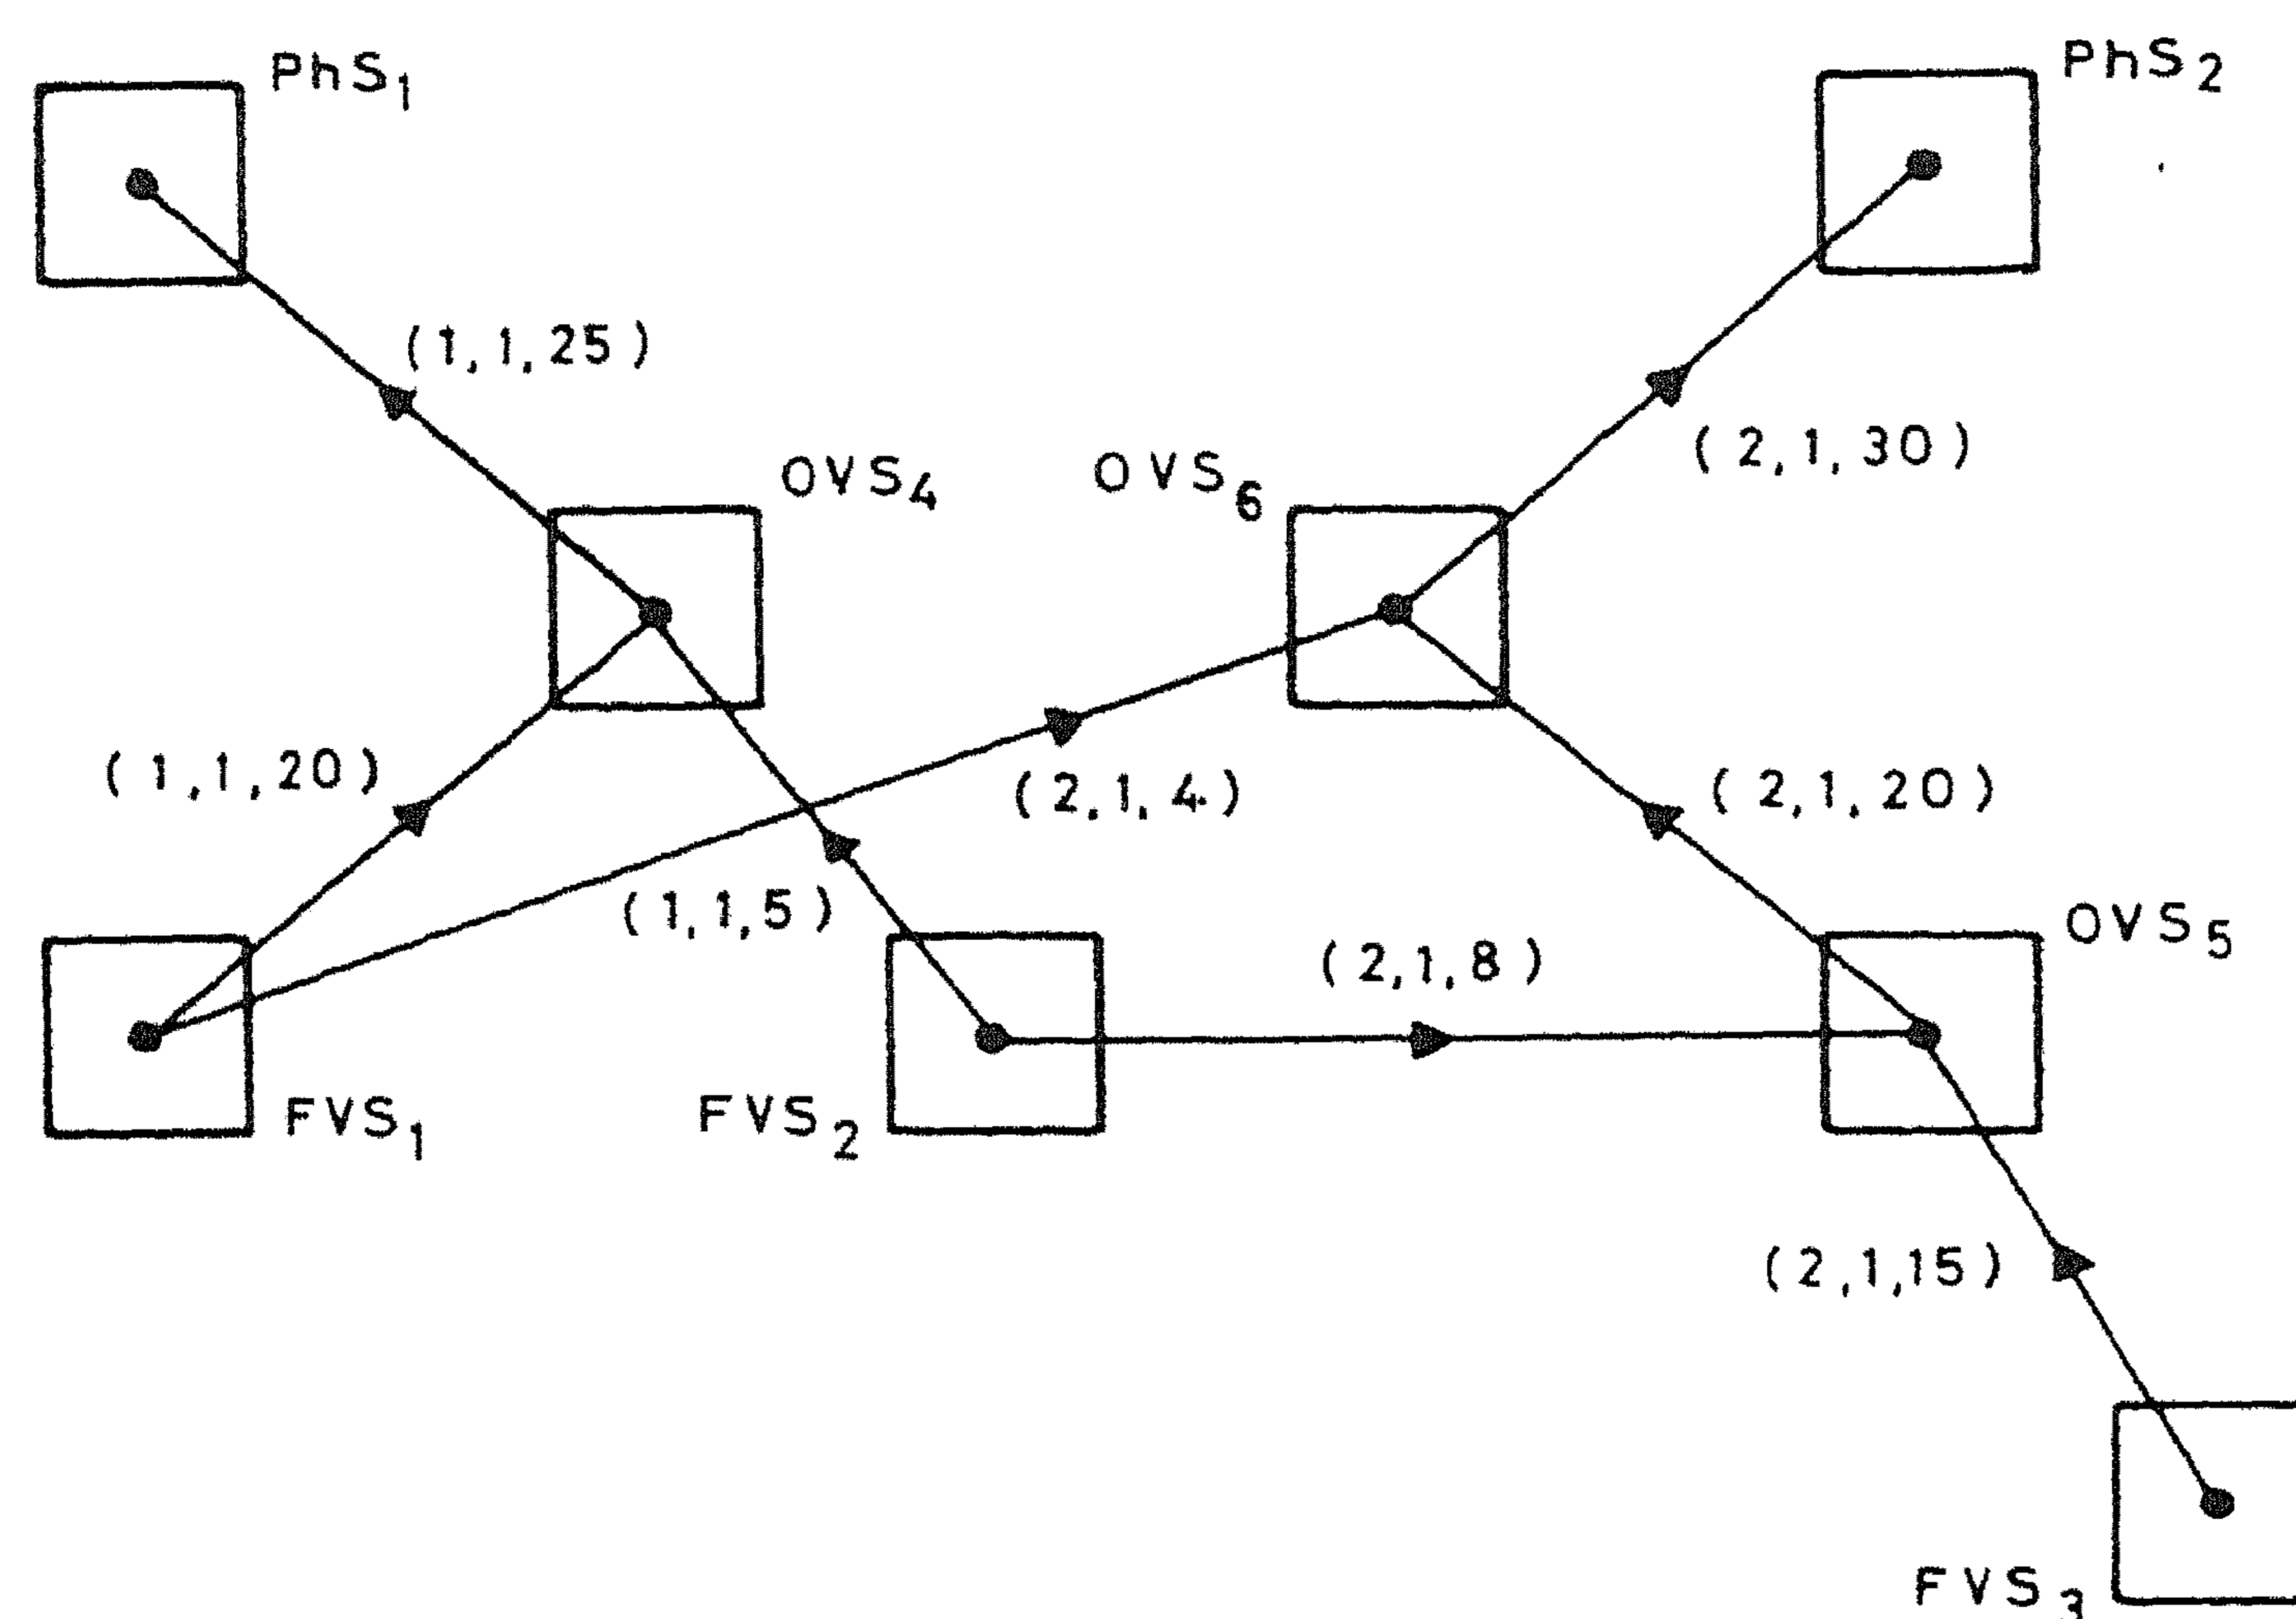 PhS1
PhS2
(1,1,25)
(2,1,30)
OVS4
OVS6
(1,1,20)
(2,1,4)
(2,1,20)
(1,1,5)
(2,1,8)
OVS5
FVS1
FVS2
(2,1,15)
FVS3